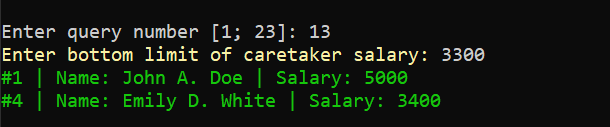 Enter query number [1; 23]: 13
Enter bottom limit of caretaker salary: 3300
#1 | Name: John A. Doe | Salary: 5000
#4 | Name: Emily D. White | Salary: 3400